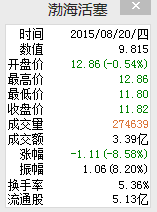 渤海活塞
时间 2015/08/20/四
数值 9.815
开盘价 12.86(-0.54%)
最高价 12.86
最低价 11.80
收盘价 11.82
成交量 274639
成交额 3.39亿
涨幅 -1.11(-8.58%)
振幅 1.06(8.20%)
换手率 5.36%
流通股 5.13亿